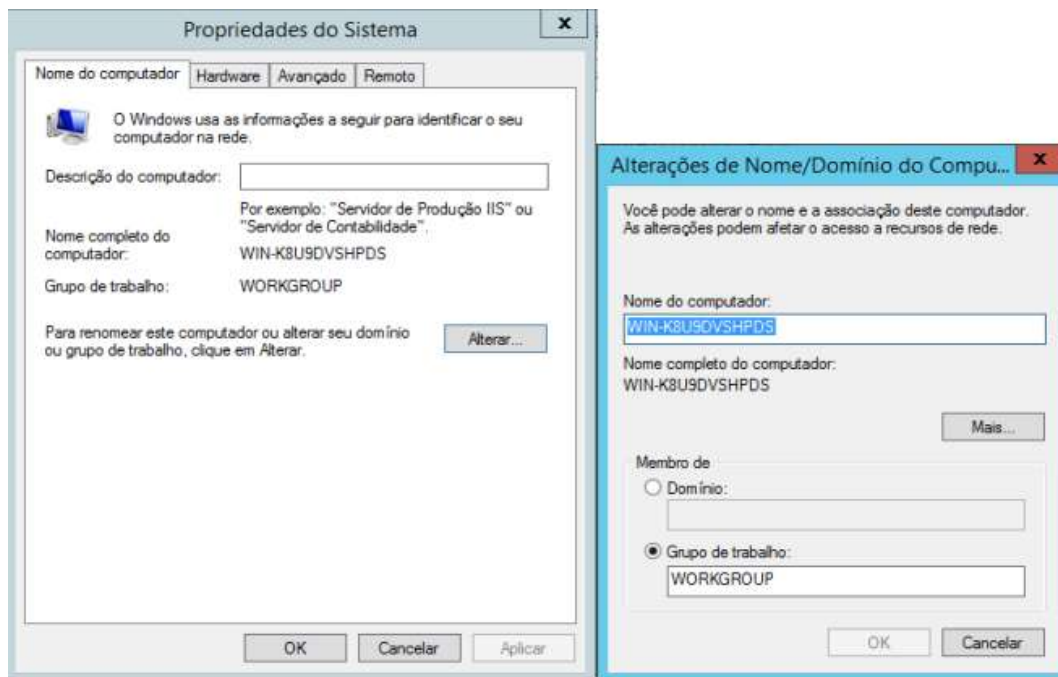 Propriedades do Sistema
x
Nome do computador
Hardware
Avançado
Remoto
O Windows usa as informações a seguir para identificar o seu
computador na rede.
Descrição do computador:
Por exemplo: "Servidor de Produção IIS" ou
"Servidor de Contabilidade".
Nome completo do
computador:
WIN-K8U9DVSHPDS
Grupo de trabalho:
WORKGROUP
Para renomear este computador ou alterar seu domínio
ou grupo de trabalho, clique em Alterar.
Alterar...
OK
Cancelar
Aplicar
Alterações de Nome/Domínio do Compu...
x
Você pode alterar o nome e a associação deste computador.
As alterações podem afetar o acesso a recursos de rede.
Nome do computador:
WIN-K8U9DVSHPDS
Nome completo do computador:
WIN-K8U9DVSHPDS
Mais...
Membro de
Domínio:
Grupo de trabalho:
WORKGROUP
OK
Cancelar